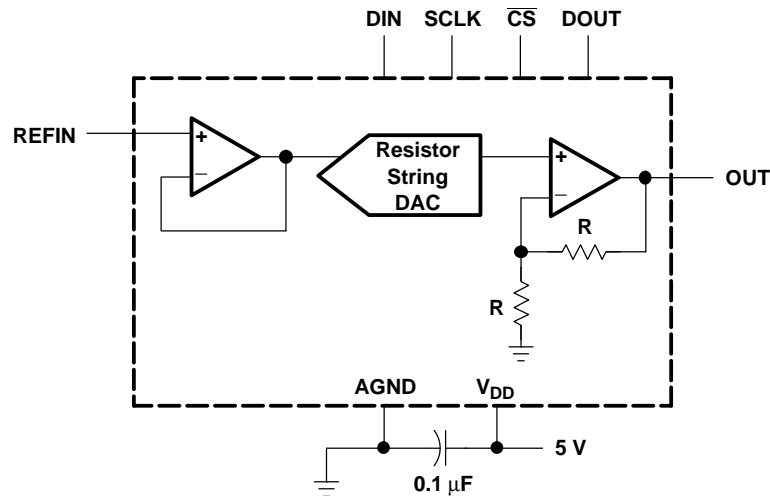 DIN SCLK CS DOUT
REFIN
+
−
Resistor
String
DAC
+
−
OUT
R
R
AGND VDD
5 V
0.1 μF